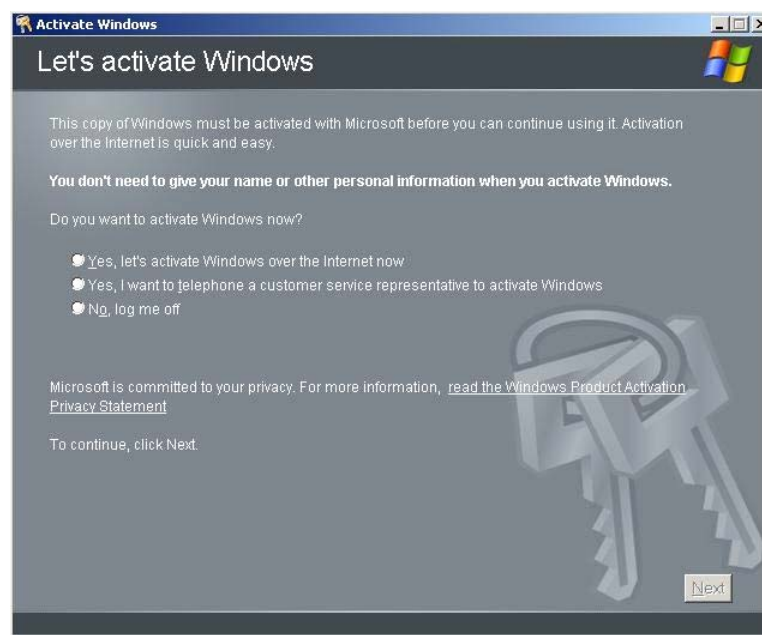 Activate Windows
Let's activate Windows
This copy of Windows must be activated with Microsoft before you can continue using it. Activation
over the Internet is quick and easy.
You don't need to give your name or other personal information when you activate Windows.
Do you want to activate Windows now?
Yes, let's activate Windows over the Internet now
Yes, I want to telephone a customer service representative to activate Windows
No, log me off
Microsoft is committed to your privacy. For more information, read the Windows Product Activation
Privacy Statement
To continue, click Next.
Next